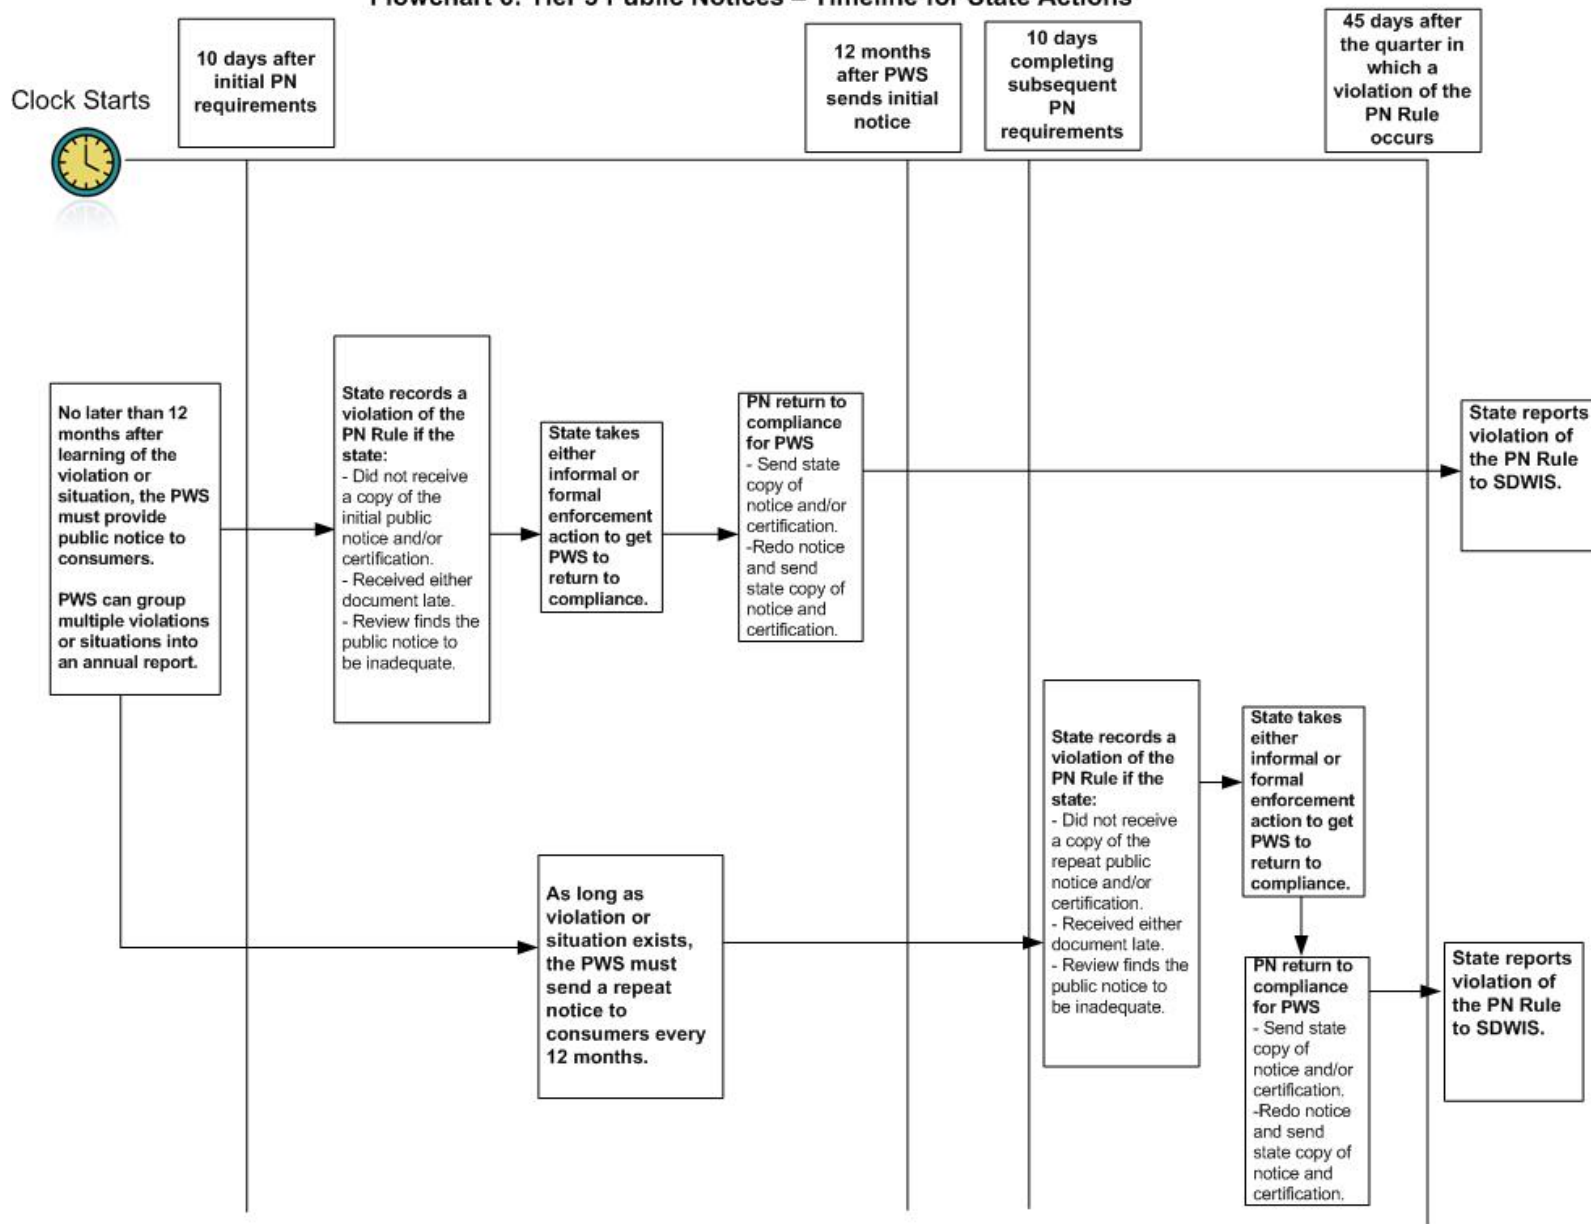 Flowchart 6: Tier 3 Public Notices – Timeline for State Actions
Clock Starts
10 days after
initial PN
requirements
12 months
after PWS
sends initial
notice
10 days
completing
subsequent
PN
requirements
45 days after
the quarter in
which a
violation of the
PN Rule
occurs
No later than 12
months after
learning of the
violation or
situation, the PWS
must provide
public notice to
consumers.
PWS can group
multiple violations
or situations into
an annual report.
State records a
violation of the
PN Rule if the
state:
- Did not receive
a copy of the
initial public
notice and/or
certification.
- Received either
document late.
- Review finds the
public notice to
be inadequate.
State takes
either
informal or
formal
enforcement
action to get
PWS to
return to
compliance.
PN return to
compliance
for PWS
- Send state
copy of
notice and/or
certification.
-Redo notice
and send
state copy of
notice and
certification.
State reports
violation of
the PN Rule
to SDWIS.
As long as
violation or
situation exists,
the PWS must
send a repeat
notice to
consumers every
12 months.
State records a
violation of the
PN Rule if the
state:
- Did not receive
a copy of the
repeat public
notice and/or
certification.
- Received either
document late.
- Review finds the
public notice to
be inadequate.
State takes
either
informal or
formal
enforcement
action to get
PWS to
return to
compliance.
PN return to
compliance
for PWS
- Send state
copy of
notice and/or
certification.
-Redo notice
and send
state copy of
notice and
certification.
State reports
violation of
the PN Rule
to SDWIS.